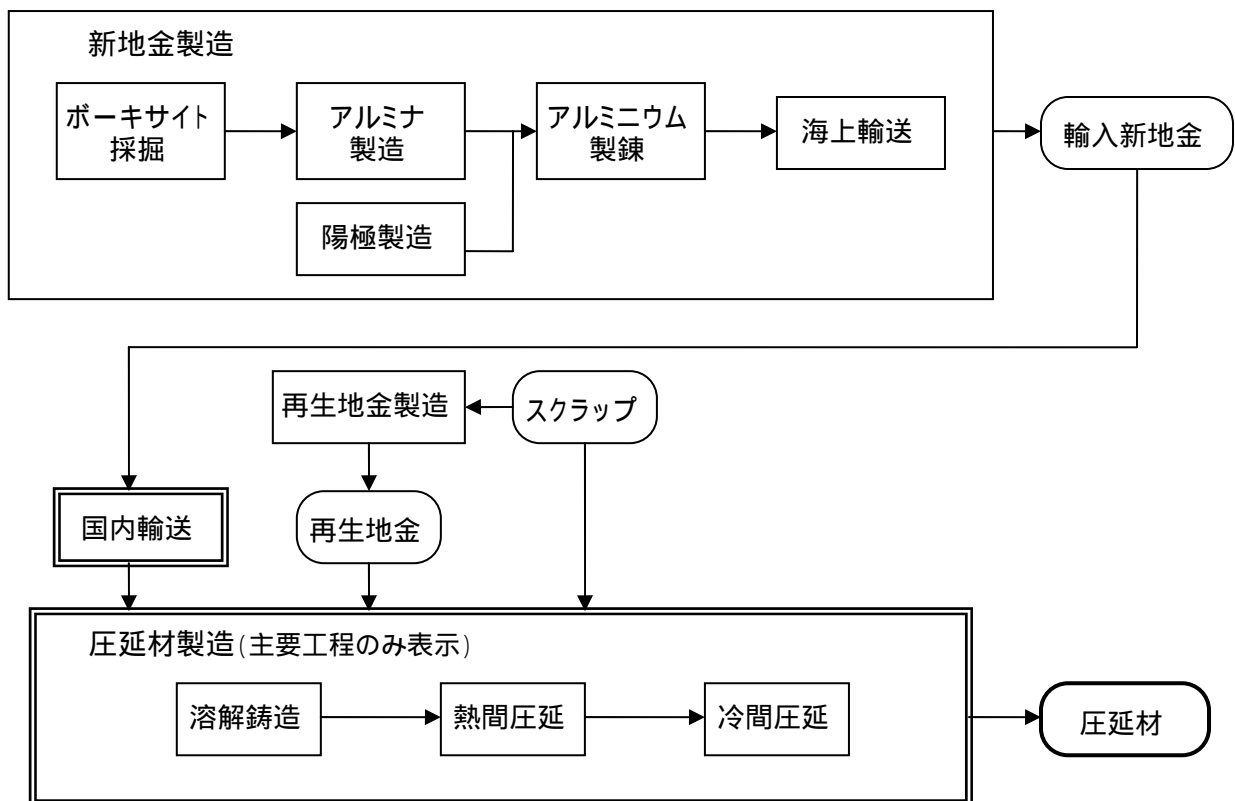 新地金製造
ボーキサイト
採掘
アルミナ
製造
アルミニウム
製錬
海上輸送
輸入新地金
陽極製造
再生地金製造
スクラップ
国内輸送
再生地金
圧延材製造(主要工程のみ表示)
溶解鋳造
熱間圧延
冷間圧延
圧延材